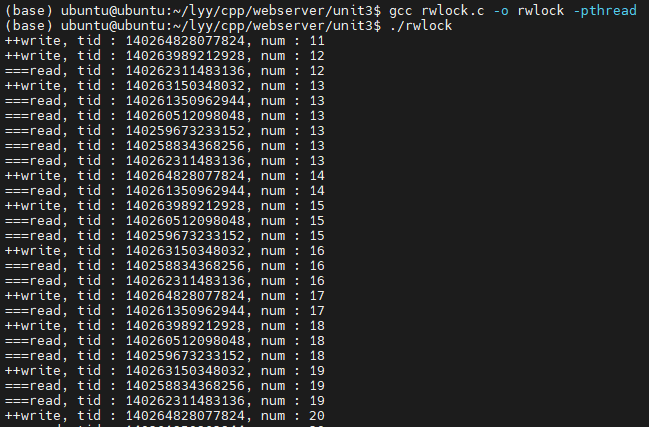 (base) ubuntu@ubuntu:~/lyy/cpp/webserver/unit3$ gcc rwlock.c -o rwlock -pthread
(base) ubuntu@ubuntu:~/lyy/cpp/webserver/unit3$ ./rwlock
++write, tid : 140264828077824, num : 11
++write, tid : 140263989212928, num : 12
===read, tid : 140262311483136, num : 12
++write, tid : 140263150348032, num : 13
===read, tid : 140261350962944, num : 13
===read, tid : 140260512098048, num : 13
===read, tid : 140259673233152, num : 13
===read, tid : 140258834368256, num : 13
===read, tid : 140262311483136, num : 13
++write, tid : 140264828077824, num : 14
===read, tid : 140261350962944, num : 14
++write, tid : 140263989212928, num : 15
===read, tid : 140260512098048, num : 15
===read, tid : 140259673233152, num : 15
++write, tid : 140263150348032, num : 16
===read, tid : 140258834368256, num : 16
===read, tid : 140262311483136, num : 16
++write, tid : 140264828077824, num : 17
===read, tid : 140261350962944, num : 17
++write, tid : 140263989212928, num : 18
===read, tid : 140260512098048, num : 18
===read, tid : 140259673233152, num : 18
++write, tid : 140263150348032, num : 19
===read, tid : 140258834368256, num : 19
===read, tid : 140262311483136, num : 19
++write, tid : 140264828077824, num : 20